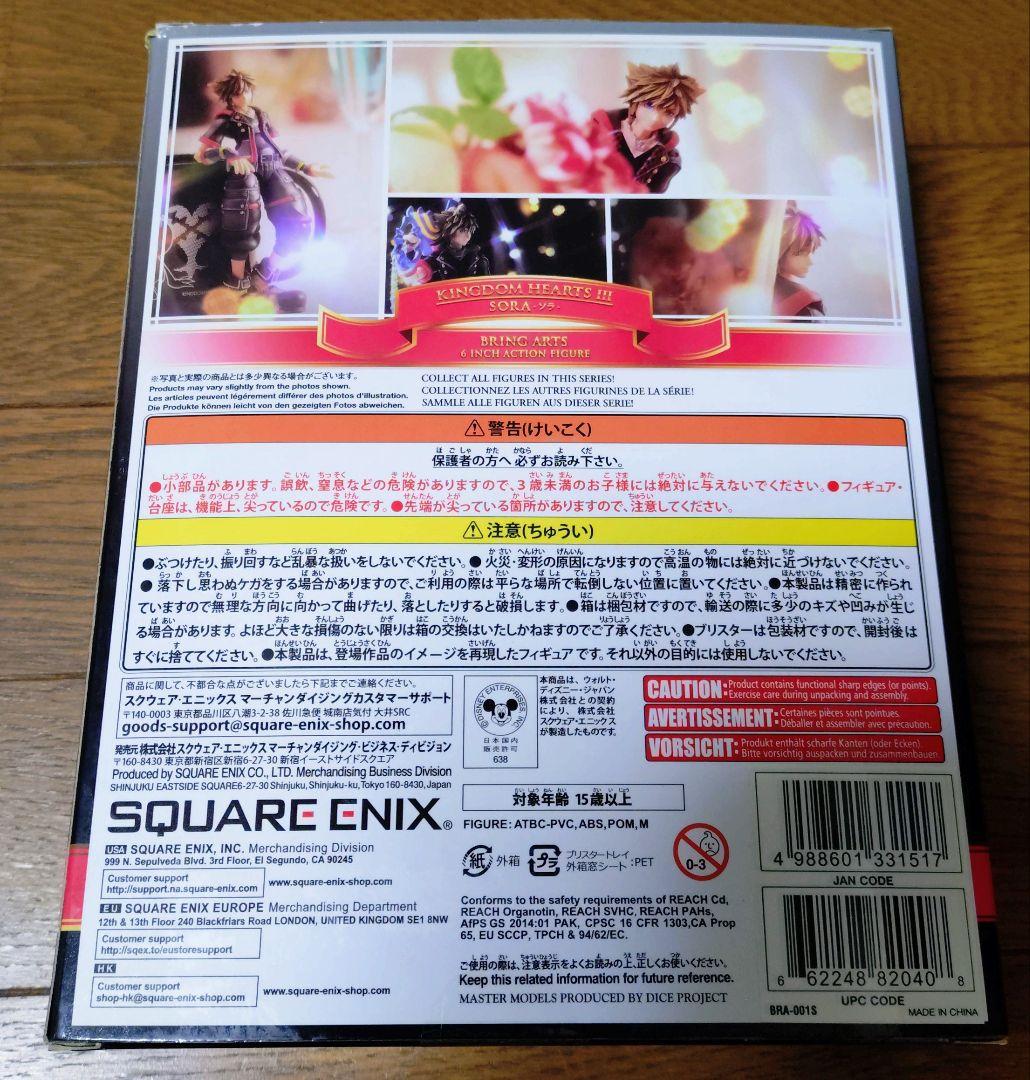 KINGDOM HEARTS III
SORA -ソラ-
BRING ARTS
6 INCH ACTION FIGURE
※写真と実際の商品とは多少異なる場合がございます。
Products may vary slightly from the photos shown.
Les articles peuvent légèrement différer des photos d'illustration.
Die Produkte können leicht von den gezeigten Fotos abweichen.
COLLECT ALL FIGURES IN THIS SERIES!
COLLECTIONNEZ LES AUTRES FIGURINES DE LA SÉRIE!
SAMMLE ALLE FIGUREN AUS DIESER SERIE!
⚠警告(けいこく)
保護者の方へ必ずお読み下さい。
●小部品があります。誤飲、窒息などの危険がありますので、3歳未満のお子様には絶対に与えないでください。●フィギュア・
台座は、機能上、尖っているので危険です。●先端が尖っている箇所がありますので、注意してください。
⚠注意(ちゅうい)
●ぶつけたり、振り回すなど乱暴な扱いをしないでください。●火災・変形の原因になりますので高温の物には絶対に近づけないでください。
●落下し思わぬケガをする場合がありますので、ご利用の際は平らな場所で転倒しない位置に置いてください。●本製品は精密に作られ
ていますので無理な方向に向かって曲げたり、落としたりすると破損します。●箱は梱包材ですので、輸送の際に多少のキズや凹みが生じ
る場合があります。よほど大きな損傷のない限りは箱の交換はいたしかねますのでご了承ください。●ブリスターは包装材ですので、開封後は
すぐに捨ててください。●本製品は、登場作品のイメージを再現したフィギュアです。それ以外の目的には使用しないでください。
商品に関して、不都合な点がございましたら下記までご連絡ください。
スクウェア・エニックス マーチャンダイジングカスタマーサポート
〒140-0003 東京都品川区八潮3-2-38 佐川急便 城南店気付 大井SRC
goods-support@square-enix-shop.com
発売元 株式会社スクウェア・エニックス マーチャンダイジング・ビジネス・ディビジョン
〒160-8430 東京都新宿区新宿6-27-30 新宿イーストサイドスクエア
Produced by SQUARE ENIX CO., LTD. Merchandising Business Division
SHINJUKU EASTSIDE SQUARE6-27-30 Shinjuku, Shinjuku-ku, Tokyo 160-8430, Japan
SQUARE ENIX®
USA SQUARE ENIX, INC. Merchandising Division
999 N. Sepulveda Blvd. 3rd Floor, El Segundo, CA 90245
Customer support
http://support.na.square-enix.com
www.square-enix-shop.com
EU SQUARE ENIX EUROPE Merchandising Department
12th & 13th Floor 240 Blackfriars Road LONDON, UNITED KINGDOM SE1 8NW
Customer support
http://sqex.to/eustoresupport
HK
Customer support
shop-hk@square-enix-shop.com
www.square-enix-shop.com
DISNEY ENTERPRISES INC.
日本国内
販売許可
638
本商品は、ウォルト・
ディズニー・ジャパン
株式会社との契約
により、株式会社
スクウェア・エニックス
が製造したものです。
CAUTION:Product contains functional sharp edges (or points).
Exercise care during unpacking and assembly.
AVERTISSEMENT:Certaines pièces sont pointues.
Déballer et assembler avec précaution.
VORSICHT:Produkt enthält scharfe Kanten (oder Ecken).
Bitte vorsichtig auspacken und zusammenbauen.
対象年齢 15歳以上
FIGURE: ATBC-PVC, ABS, POM, M
紙 外箱
プラ ブリスタートレイ
外箱窓シート :PET
0-3
Conforms to the safety requirements of REACH Cd,
REACH Organotin, REACH SVHC, REACH PAHs,
AfPS GS 2014:01 PAK, CPSC 16 CFR 1303,CA Prop
65, EU SCCP, TPCH & 94/62/EC.
ご使用の際は、注意表示をよくお読みの上、正しくお使いください。
Keep this related information for future reference.
MASTER MODELS PRODUCED BY DICE PROJECT
4 988601 331517
JAN CODE
6 62248 82040 8
UPC CODE
BRA-001S
MADE IN CHINA